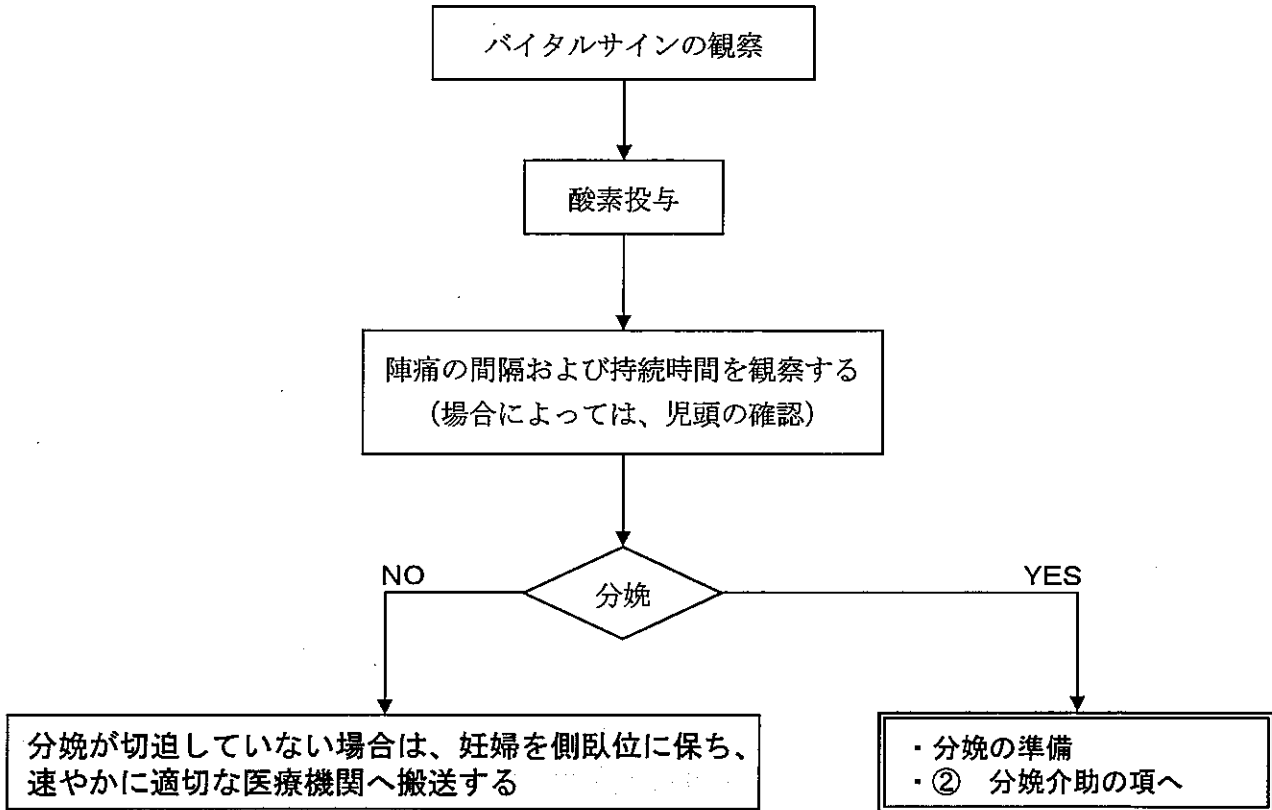 バイタルサインの観察
酸素投与
陣痛の間隔および持続時間を観察する
（場合によっては、児頭の確認）
分娩
NO
YES
分娩が切迫していない場合は、妊婦を側臥位に保ち、
速やかに適切な医療機関へ搬送する
・分娩の準備
・②　分娩介助の項へ